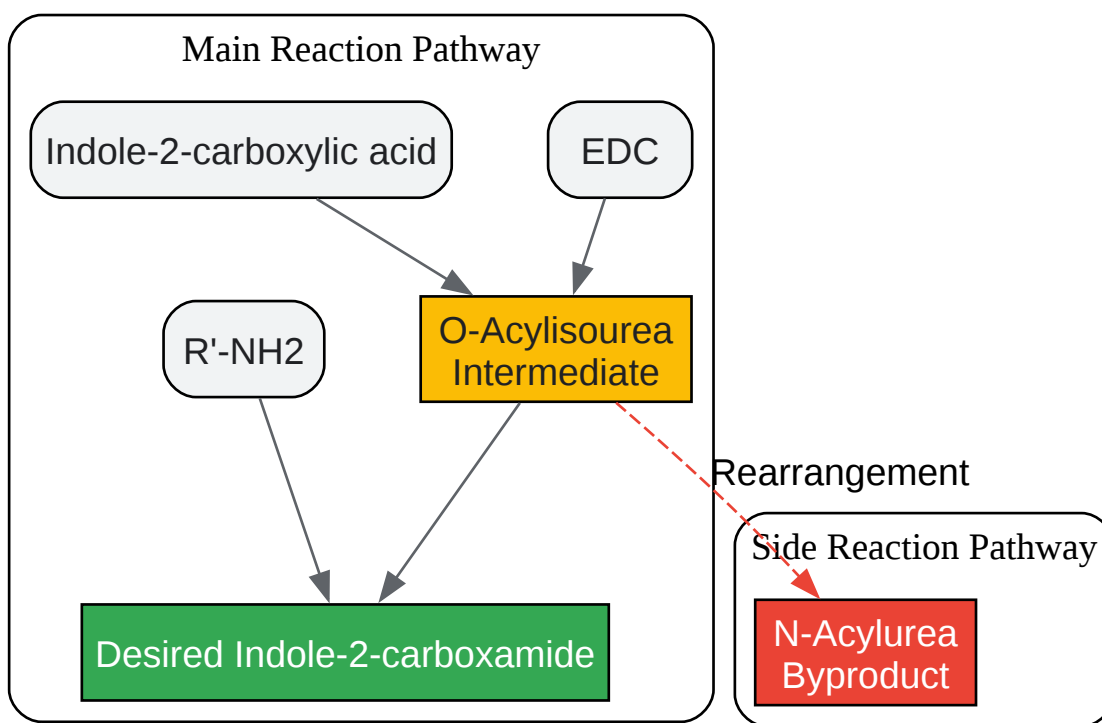 Main Reaction Pathway
Indole-2-carboxylic acid
EDC
R'-NH2
O-Acylisourea
Intermediate
Rearrangement
Side Reaction Pathway
Desired Indole-2-carboxamide
N-Acylurea
Byproduct